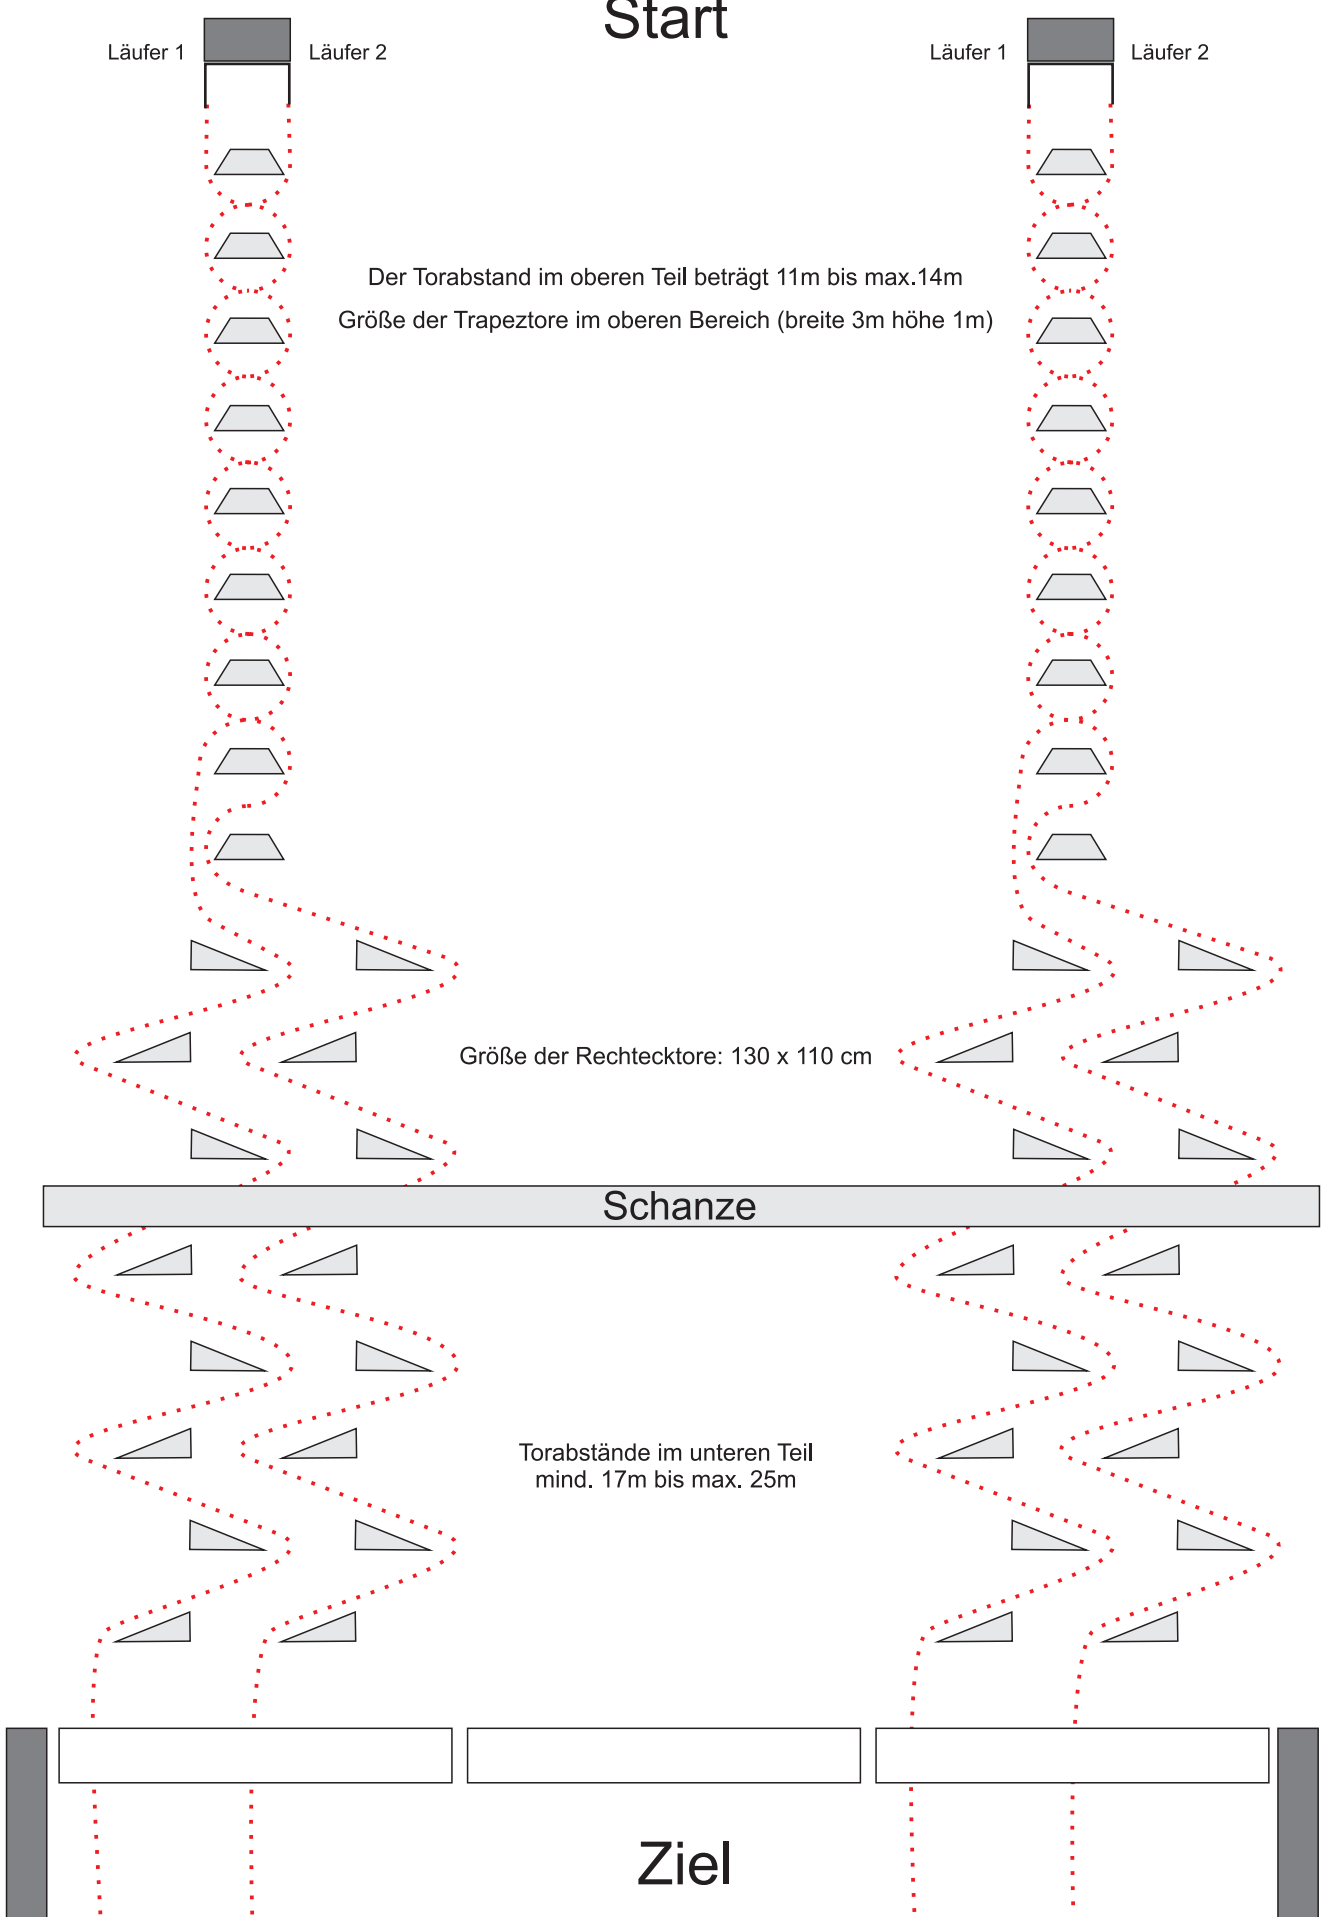 Start
Läufer 1
Läufer 2
Läufer 1
Läufer 2
Der Torabstand im oberen Teil beträgt 11m bis max.14m
Größe der Trapeztore im oberen Bereich (breite 3m höhe 1m)
Größe der Rechtecktore: 130 x 110 cm
Schanze
Torabstände im unteren Teil
mind. 17m bis max. 25m
Ziel